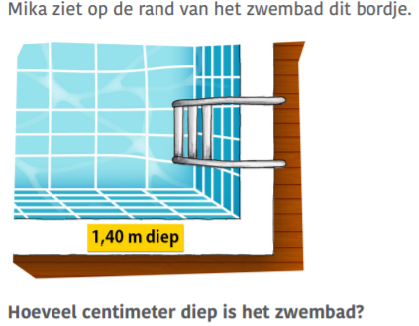 Mika ziet op de rand van het zwembad dit bordje.
1,40 m diep
Hoeveel centimeter diep is het zwembad?